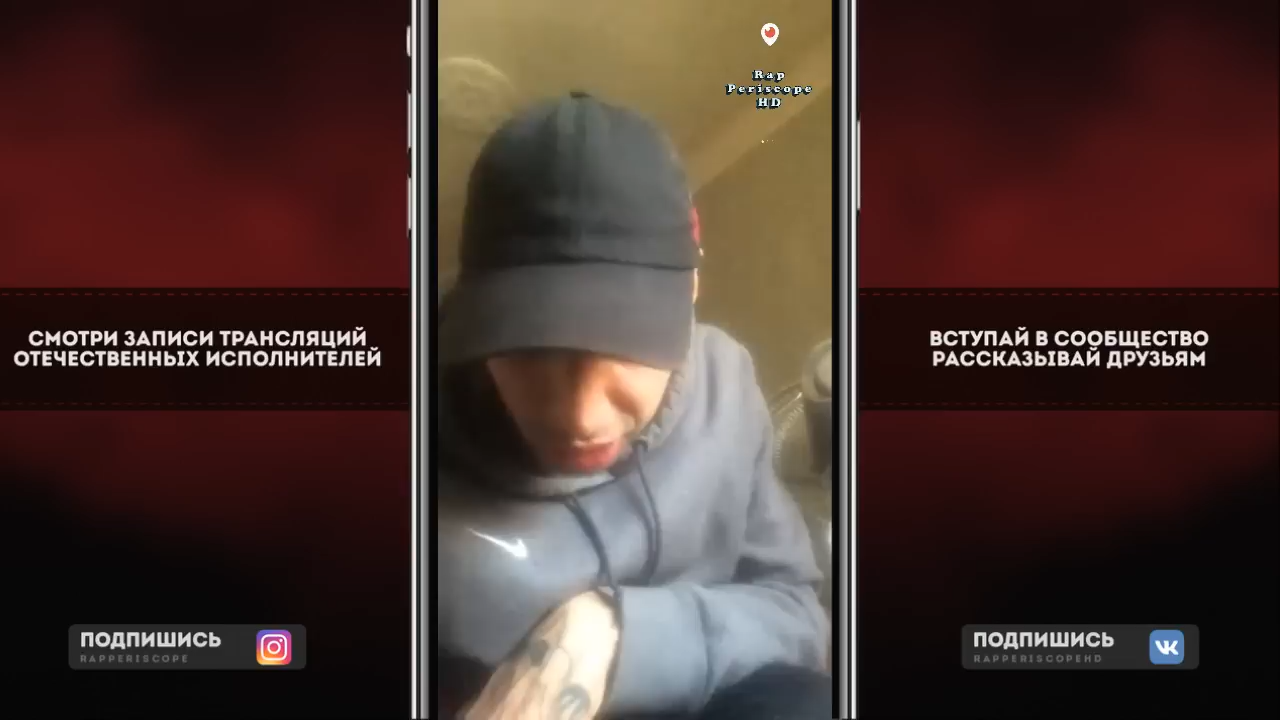 Rap
Periscope
HD
СМОТРИ ЗАПИСИ ТРАНСЛЯЦИЙ
ОТЕЧЕСТВЕННЫХ ИСПОЛНИТЕЛЕЙ
ВСТУПАЙ В СООБЩЕСТВО
РАССКАЗЫВАЙ ДРУЗЬЯМ
ПОДПИШИСЬ
RAPPERISCOPE
ПОДПИШИСЬ
RAPPERISCOPEHD